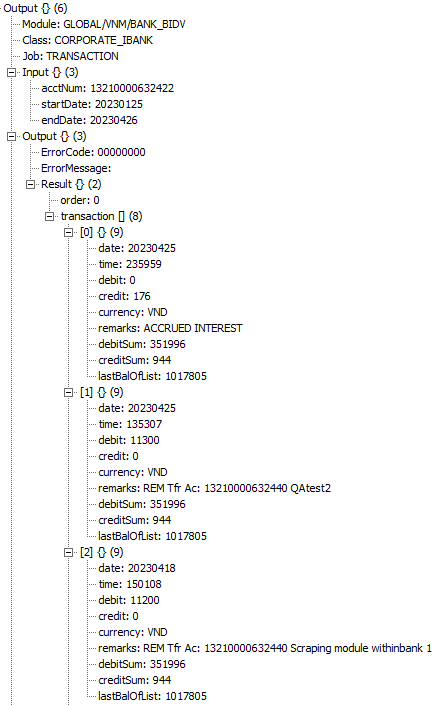 Output {} (6)
Module: GLOBAL/VNM/BANK_BIDV
Class: CORPORATE_IBANK
Job: TRANSACTION
Input {} (3)
acctNum: 13210000632422
startDate: 20230125
endDate: 20230426
Output {} (3)
ErrorCode: 00000000
ErrorMessage:
Result {} (2)
order: 0
transaction [] (8)
[0] {} (9)
date: 20230425
time: 235959
debit: 0
credit: 176
currency: VND
remarks: ACCRUED INTEREST
debitSum: 351996
creditSum: 944
lastBalOfList: 1017805
[1] {} (9)
date: 20230425
time: 135307
debit: 11300
credit: 0
currency: VND
remarks: REM Tfr Ac: 13210000632440 QAtest2
debitSum: 351996
creditSum: 944
lastBalOfList: 1017805
[2] {} (9)
date: 20230418
time: 150108
debit: 11200
credit: 0
currency: VND
remarks: REM Tfr Ac: 13210000632440 Scraping module withinbank 1
debitSum: 351996
creditSum: 944
lastBalOfList: 1017805